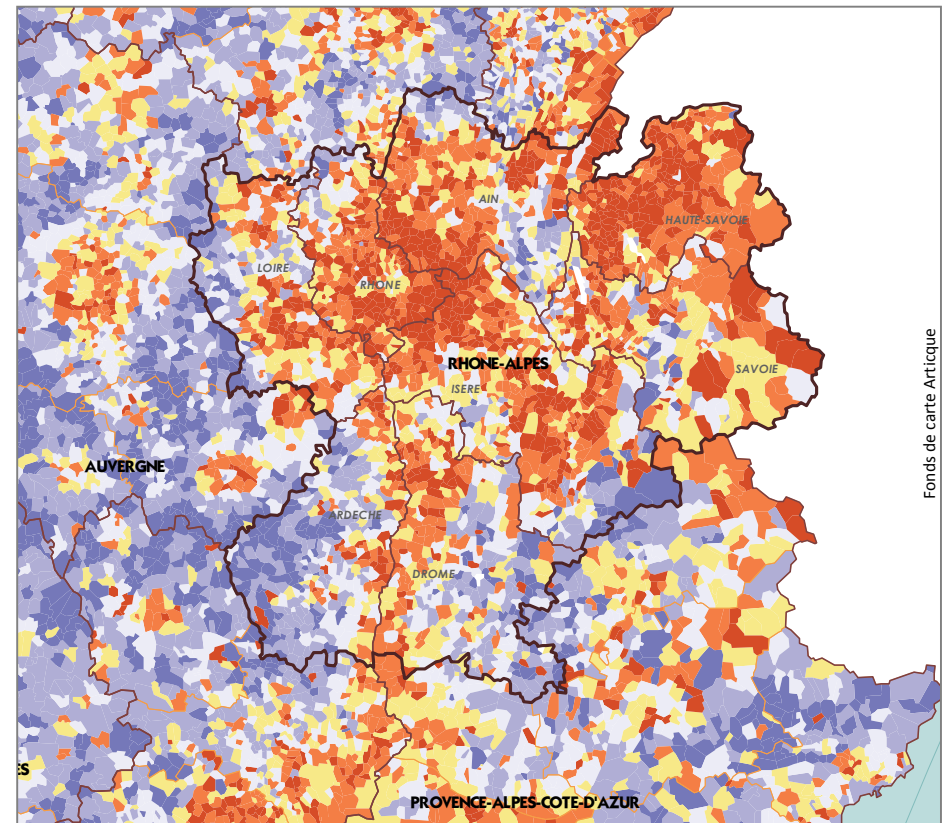 AIN
HAUTE-SAVOIE
LOIRE
RHONE
RHONE-ALPES
SAVOIE
ISERE
AUVERGNE
ARDECHE
DROME
ES
PROVENCE-ALPES-COTE-D'AZUR
Fonds de carte Articque